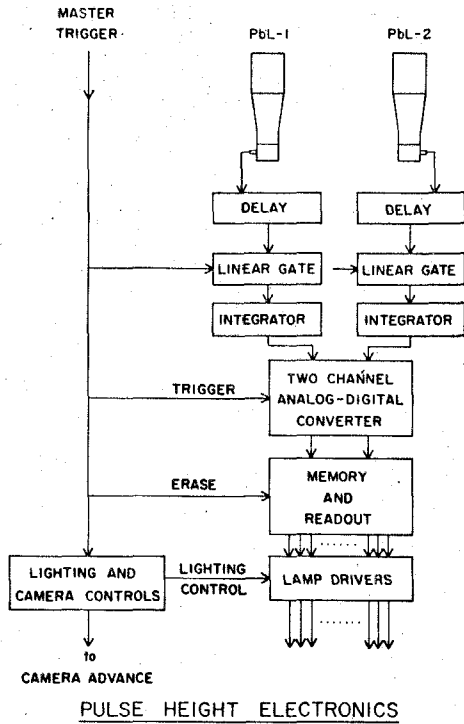 MASTER
TRIGGER
PbL-1
PbL-2
DELAY
DELAY
LINEAR GATE
LINEAR GATE
INTEGRATOR
INTEGRATOR
TRIGGER
TWO CHANNEL
ANALOG-DIGITAL
CONVERTER
ERASE
MEMORY
AND
READOUT
LIGHTING AND
CAMERA CONTROLS
LIGHTING
CONTROL
LAMP DRIVERS
to
CAMERA ADVANCE
PULSE HEIGHT ELECTRONICS